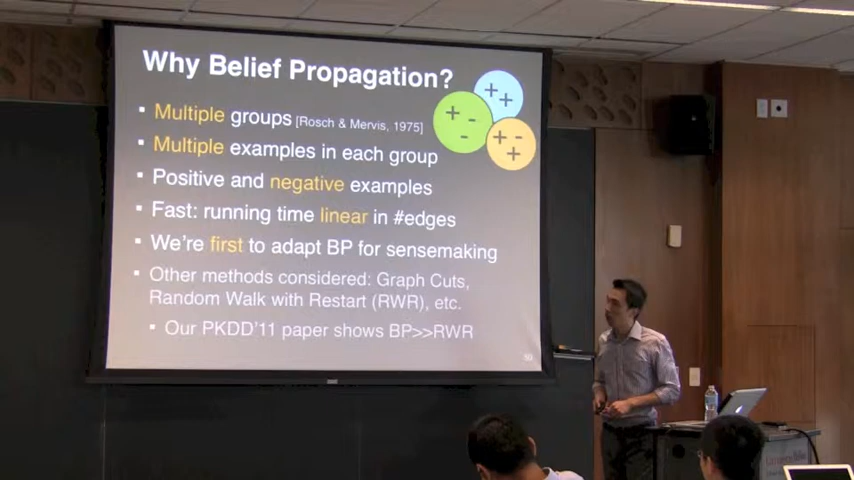 Why Belief Propagation?
▪ Multiple groups [Rosch & Mervis, 1975]
▪ Multiple examples in each group
▪ Positive and negative examples
▪ Fast: running time linear in #edges
▪ We're first to adapt BP for sensemaking
▪ Other methods considered: Graph Cuts,
Random Walk with Restart (RWR), etc.
▪ Our PKDD'11 paper shows BP>>RWR
+ -
-
++
+
+ -
+